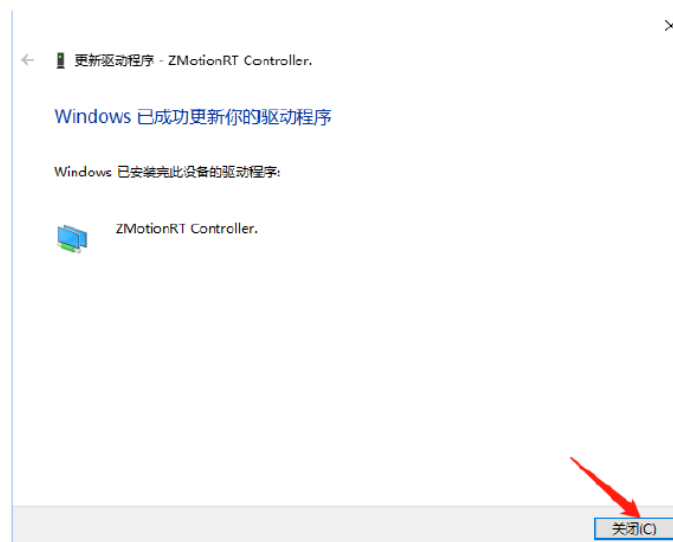 更新驱动程序 - ZMotionRT Controller.
Windows 已成功更新你的驱动程序
Windows 已安装完此设备的驱动程序:
ZMotionRT Controller.
关闭(C)